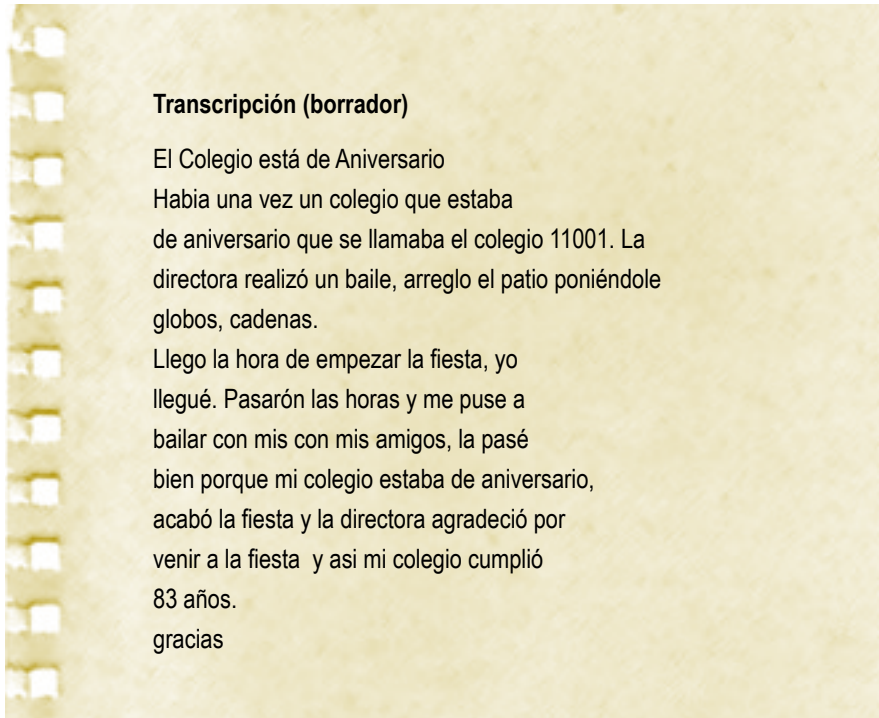 Transcripción (borrador)
El Colegio está de Aniversario
Habia una vez un colegio que estaba
de aniversario que se llamaba el colegio 11001. La
directora realizó un baile, arreglo el patio poniéndole
globos, cadenas.
Llego la hora de empezar la fiesta, yo
llegué. Pasarón las horas y me puse a
bailar con mis con mis amigos, la pasé
bien porque mi colegio estaba de aniversario,
acabó la fiesta y la directora agradeció por
venir a la fiesta  y asi mi colegio cumplió
83 años.
gracias